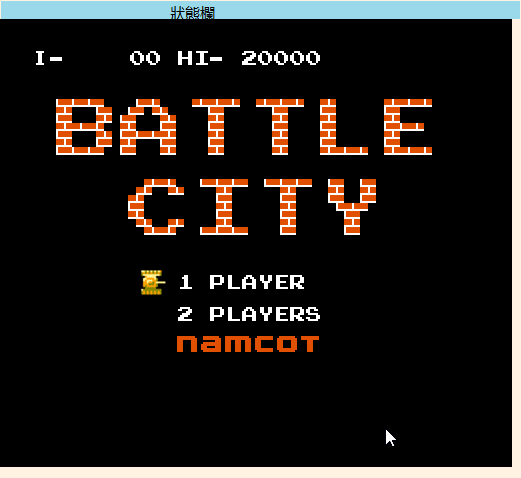 狀態欄
I- 00 HI- 20000
BATTLE
CITY
1 PLAYER
2 PLAYERS
namcoT